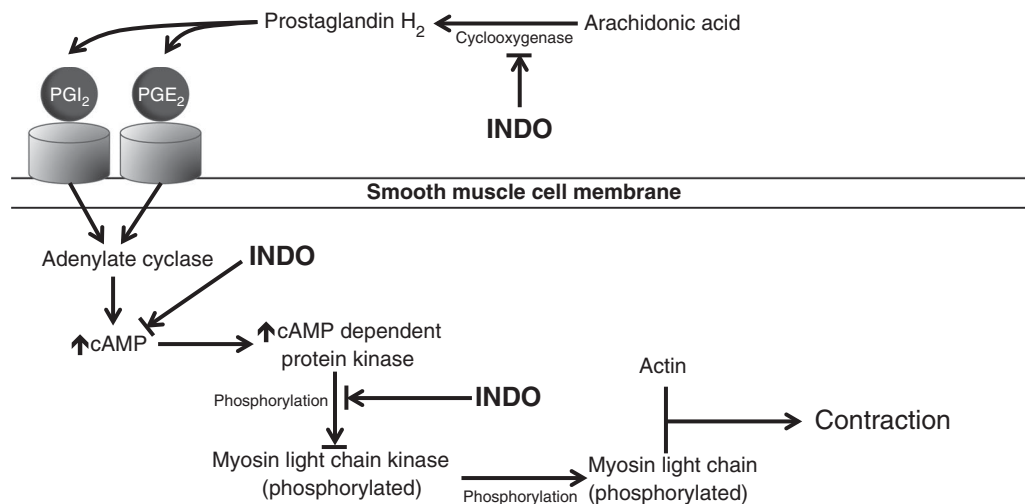 Prostaglandin H2
Cyclooxygenase
Arachidonic acid
INDO
PGI2
PGE2
Smooth muscle cell membrane
Adenylate cyclase
INDO
cAMP
cAMP dependent
protein kinase
Phosphorylation
INDO
Actin
Contraction
Myosin light chain kinase
(phosphorylated)
Phosphorylation
Myosin light chain
(phosphorylated)